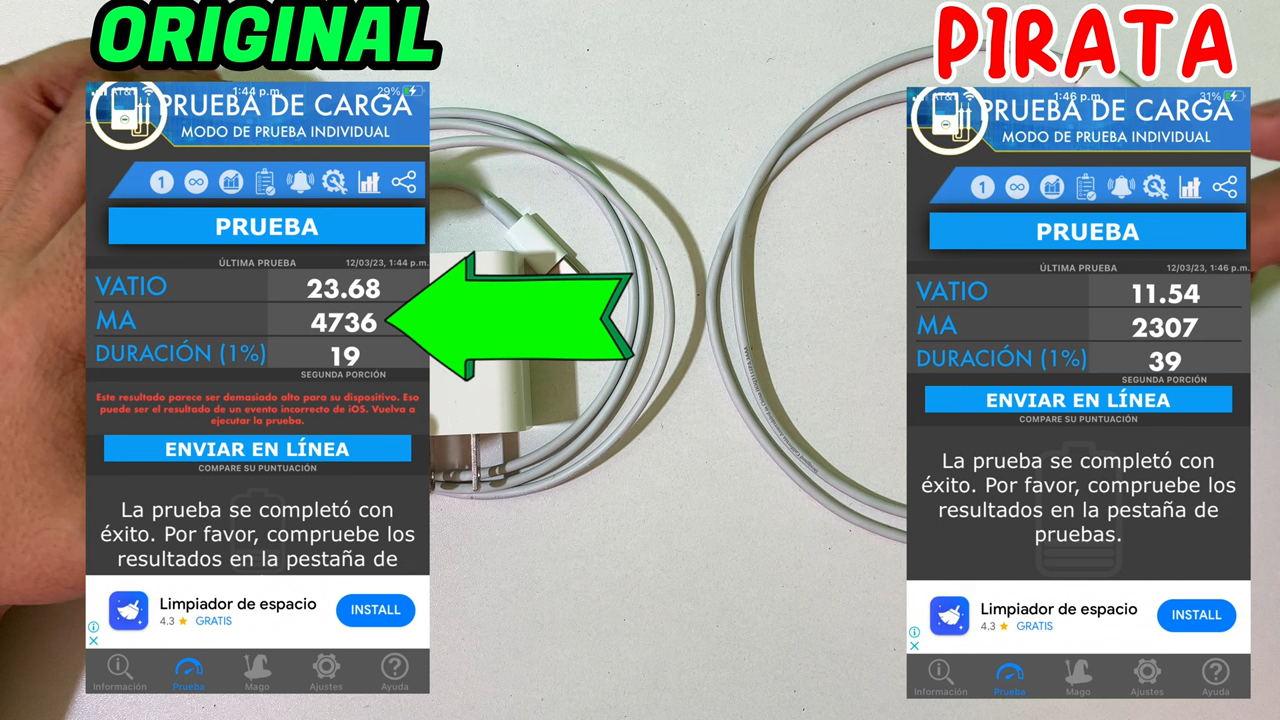 ORIGINAL
AT&T
1:44 p.m.
29%
PRUEBA DE CARGA
MODO DE PRUEBA INDIVIDUAL
1
PRUEBA
ÚLTIMA PRUEBA
12/03/23, 1:44 p.m.
VATIO 23.68
MA 4736
DURACIÓN (1%) 19
SEGUNDA PORCIÓN
Este resultado parece ser demasiado alto para su dispositivo. Eso
puede ser el resultado de un evento incorrecto de iOS. Vuelva a
ejecutar la prueba.
ENVIAR EN LÍNEA
COMPARE SU PUNTUACIÓN
La prueba se completó con
éxito. Por favor, compruebe los
resultados en la pestaña de
Limpiador de espacio
4.3 ★ GRATIS
INSTALL
Información
Prueba
Mago
Ajustes
Ayuda
PIRATA
AT&T
1:46 p.m.
31%
PRUEBA DE CARGA
MODO DE PRUEBA INDIVIDUAL
1
PRUEBA
ÚLTIMA PRUEBA
12/03/23, 1:46 p.m.
VATIO 11.54
MA 2307
DURACIÓN (1%) 39
SEGUNDA PORCIÓN
ENVIAR EN LÍNEA
COMPARE SU PUNTUACIÓN
La prueba se completó con
éxito. Por favor, compruebe los
resultados en la pestaña de
pruebas.
Limpiador de espacio
4.3 ★ GRATIS
INSTALL
Información
Prueba
Mago
Ajustes
Ayuda